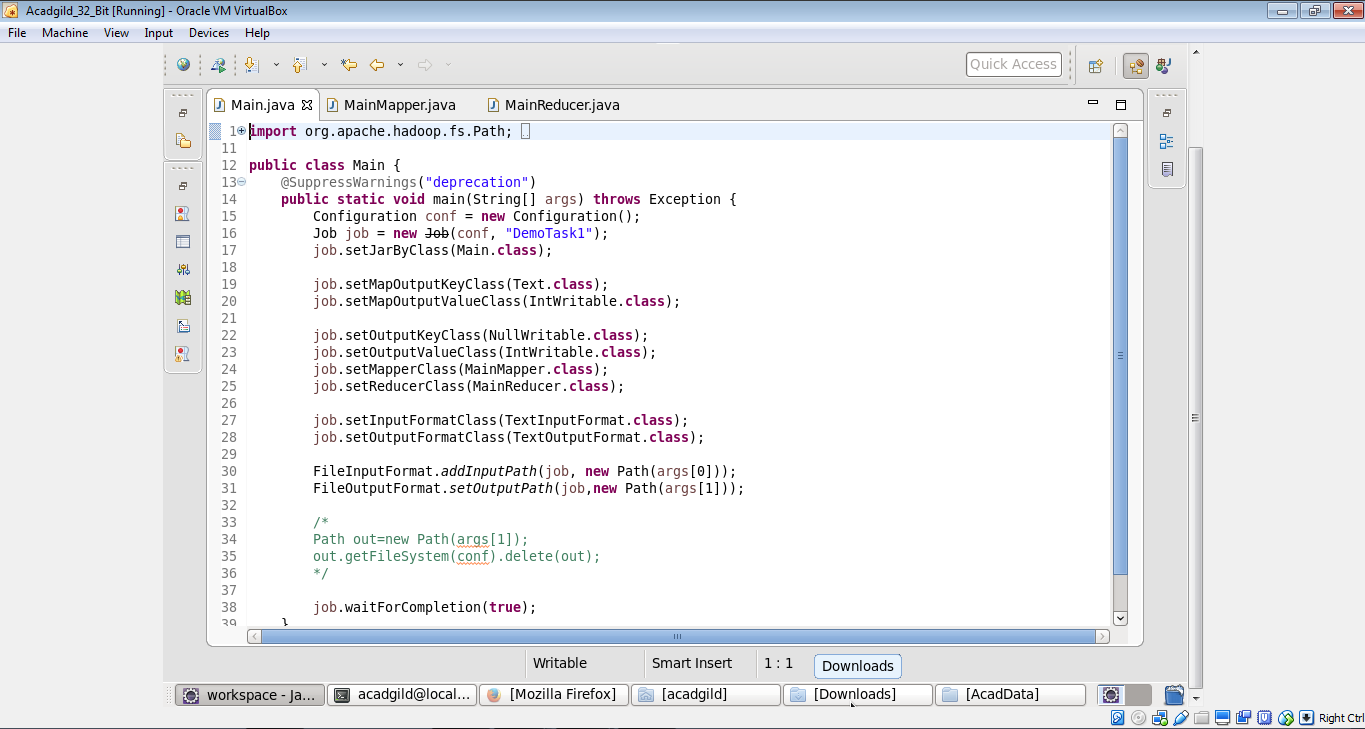 Acadgild_32_Bit [Running] - Oracle VM VirtualBox
File Machine View Input Devices Help
Quick Access
Main.java MainMapper.java MainReducer.java
1 import org.apache.hadoop.fs.Path;
11
12 public class Main {
13 @SuppressWarnings("deprecation")
14 public static void main(String[] args) throws Exception {
15 Configuration conf = new Configuration();
16 Job job = new Job(conf, "DemoTask1");
17 job.setJarByClass(Main.class);
18
19 job.setMapOutputKeyClass(Text.class);
20 job.setMapOutputValueClass(IntWritable.class);
21
22 job.setOutputKeyClass(NullWritable.class);
23 job.setOutputValueClass(IntWritable.class);
24 job.setMapperClass(MainMapper.class);
25 job.setReducerClass(MainReducer.class);
26
27 job.setInputFormatClass(TextInputFormat.class);
28 job.setOutputFormatClass(TextOutputFormat.class);
29
30 FileInputFormat.addInputPath(job, new Path(args[0]));
31 FileOutputFormat.setOutputPath(job,new Path(args[1]));
32
33 /*
34 Path out=new Path(args[1]);
35 out.getFileSystem(conf).delete(out);
36 */
37
38 job.waitForCompletion(true);
39 }
Writable Smart Insert 1 : 1 Downloads
workspace - Ja... acadgild@local... [Mozilla Firefox] [acadgild] [Downloads] [AcadData]
Right Ctrl